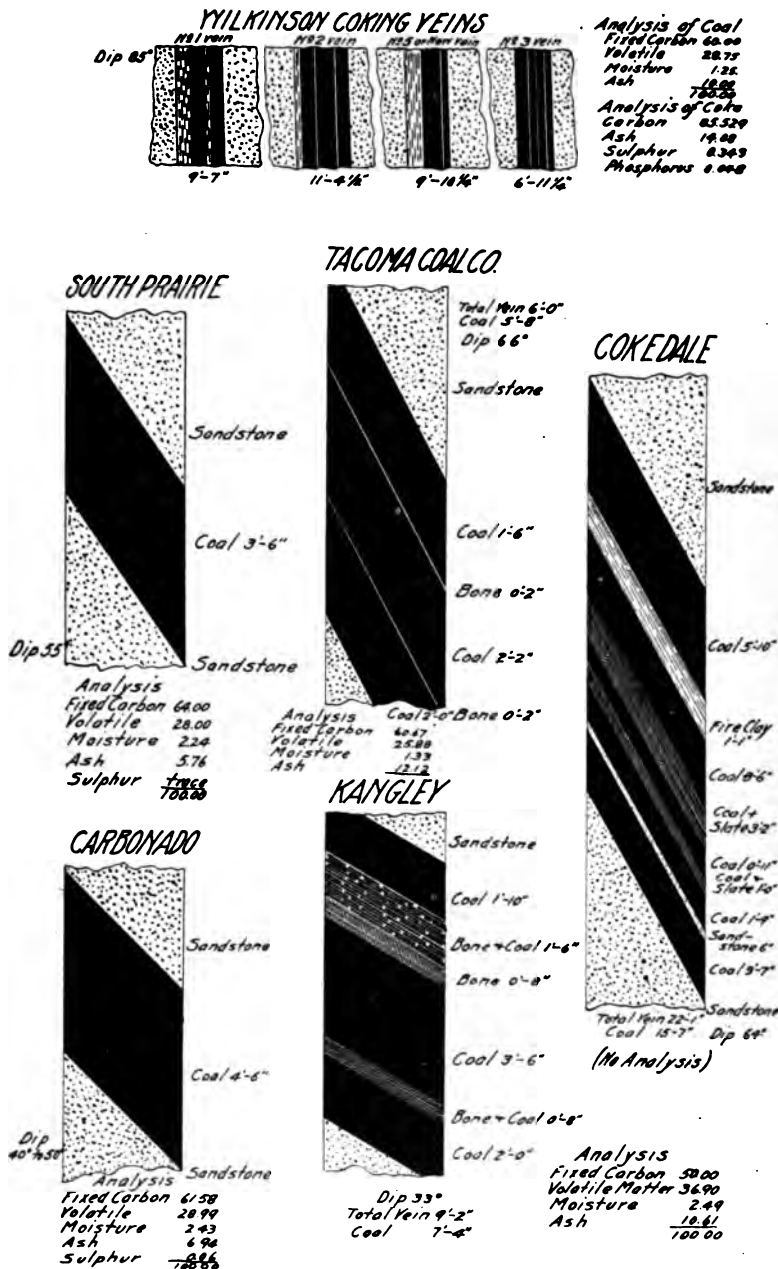 WILKINSON COKING VEINS
No 1 vein
No 2 vein
No 3 vein
Dip 85°
9'-7"
11'-4½"
9'-10¼"
6'-11¼"
Analysis of Coal
Fixed Carbon 60.00
Volatile 28.75
Moisture 1.25
Ash 10.00
100.00
Analysis of Coke
Carbon 85.529
Ash 14.08
Sulphur 0.343
Phosphorus
SOUTH PRAIRIE
Sandstone
Coal 3'-6"
Dip 55°
Sandstone
Analysis
Fixed Carbon 64.00
Volatile 28.00
Moisture 2.24
Ash 5.76
Sulphur trace
100.00
TACOMA COAL CO.
Total Vein 6'-0"
Coal 5'-8"
Dip 66°
Sandstone
Coal 1'-6"
Bone 0'-2"
Coal 2'-2"
Bone 0'-2"
Coal 2'-0"
Analysis
Fixed Carbon 60.67
Volatile 25.88
Moisture 1.33
Ash 12.12
COKEDALE
Sandstone
Coal 5'-10"
Fire Clay
1'-1"
Coal 8'-6"
Coal +
Slate 3'-2"
Coal 0'-11"
Coal +
Slate 1'-0"
Coal 1'-9"
Sand-
stone 6"
Coal 3'-7"
Sandstone
Total Vein 22'-1"
Coal 15'-7" Dip 64°
(No Analysis)
CARBONADO
Sandstone
Coal 4'-6"
Dip
40° to 50°
Sandstone
Analysis
Fixed Carbon 61.58
Volatile 28.99
Moisture 2.43
Ash 6.94
Sulphur 0.06
100.00
KANGLEY
Sandstone
Coal 1'-10"
Bone + Coal 1'-6"
Bone 0'-8"
Coal 3'-6"
Bone + Coal 0'-8"
Coal 2'-0"
Dip 33°
Total Vein 9'-2"
Coal 7'-4"
Analysis
Fixed Carbon 50.00
Volatile Matter 36.90
Moisture 2.49
Ash 10.61
100.00